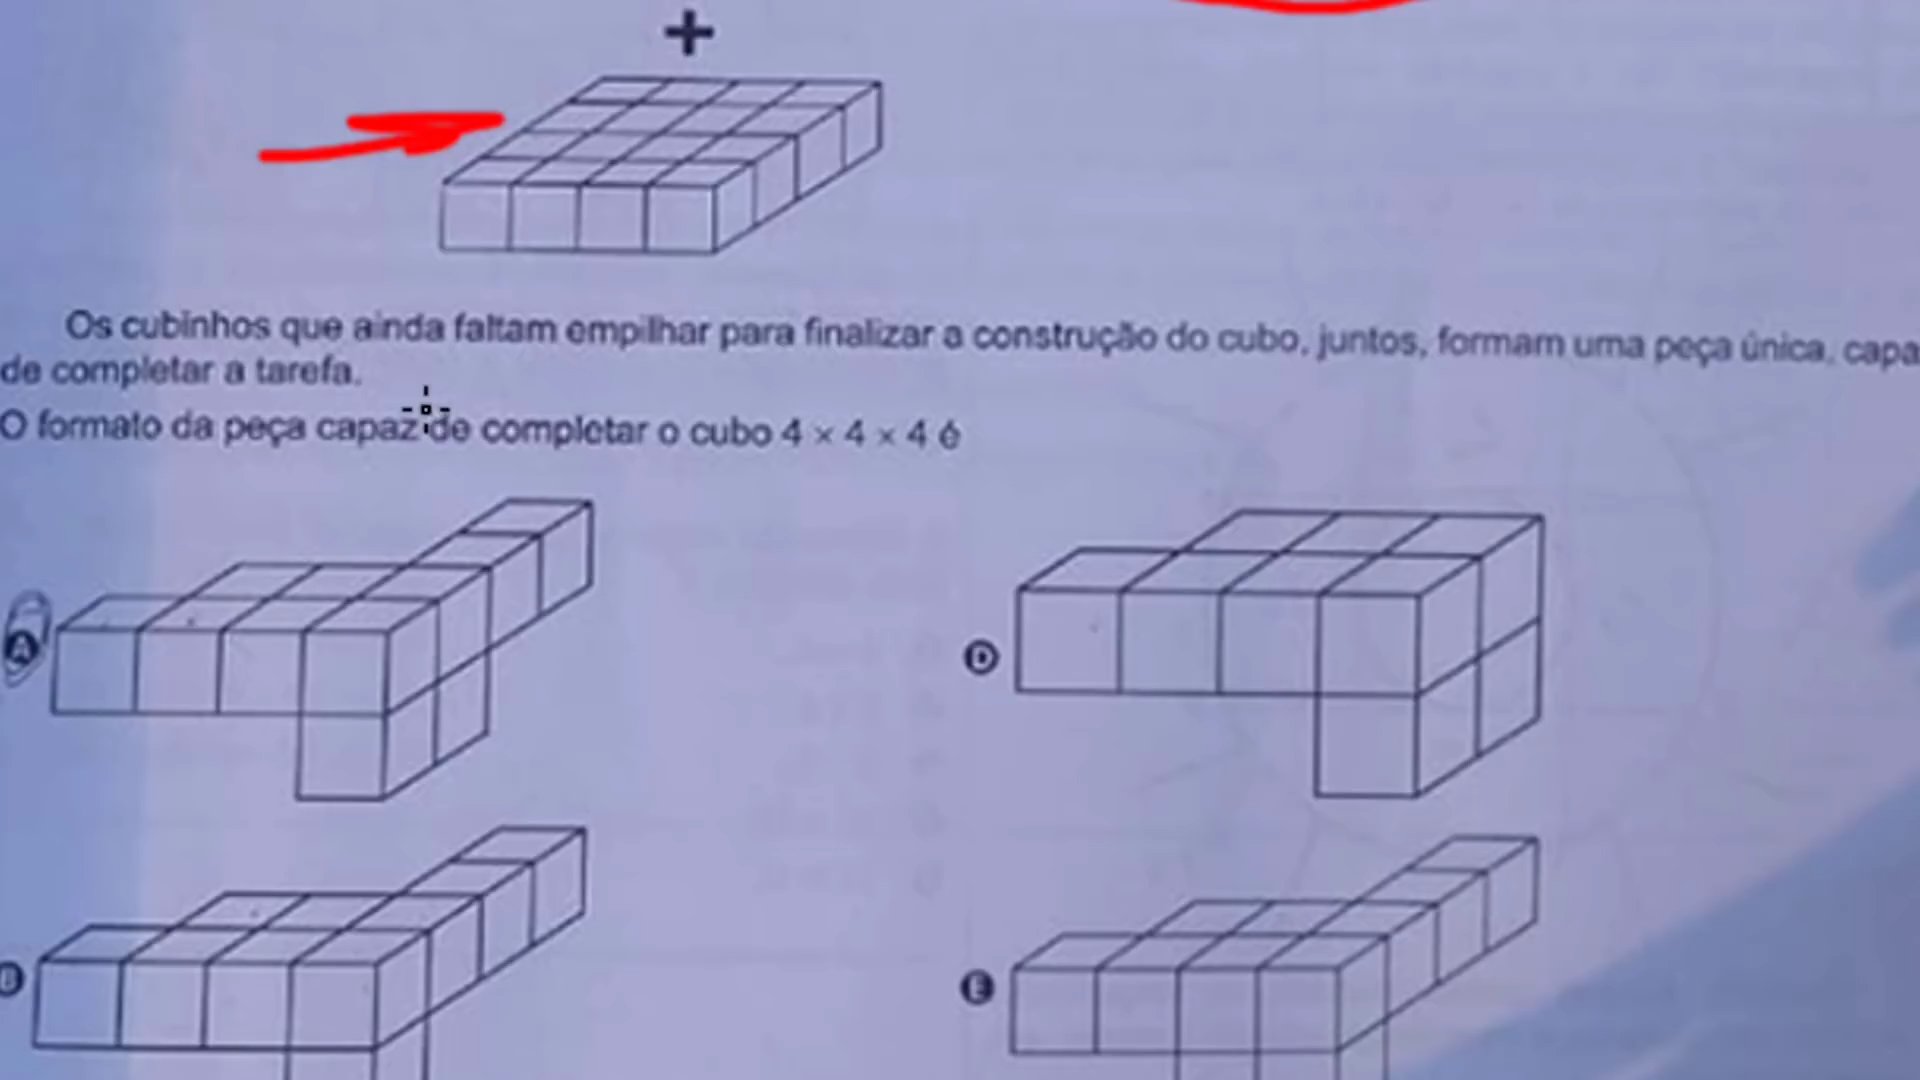 +
Os cubinhos que ainda faltam empilhar para finalizar a construção do cubo, juntos, formam uma peça única, capa
de completar a tarefa.
O formato da peça capaz de completar o cubo 4 × 4 × 4 é
A
D
E